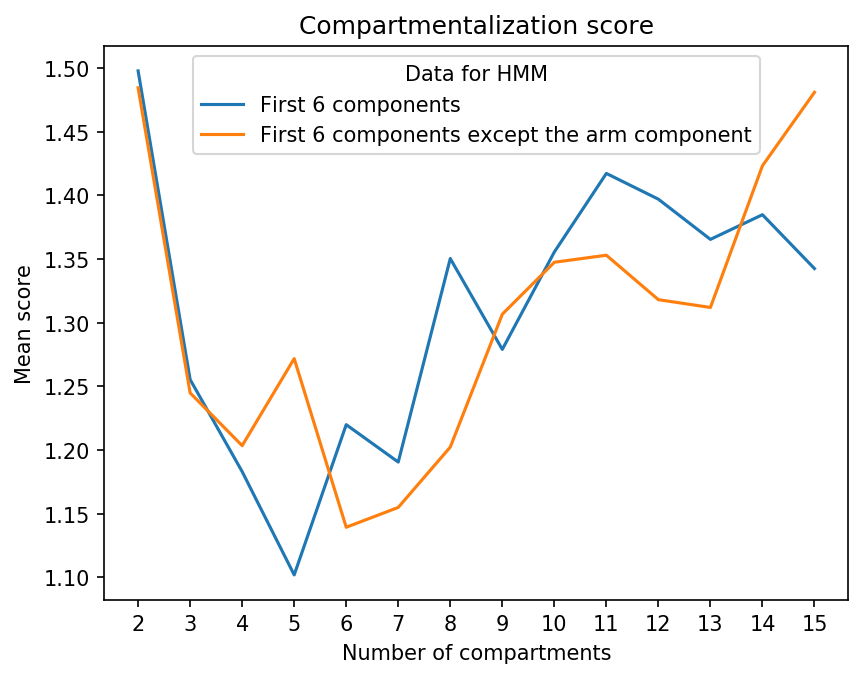 Compartmentalization score
Data for HMM
First 6 components
First 6 components except the arm component
Mean score
1.50
1.45
1.40
1.35
1.30
1.25
1.20
1.15
1.10
2 3 4 5 6 7 8 9 10 11 12 13 14 15
Number of compartments